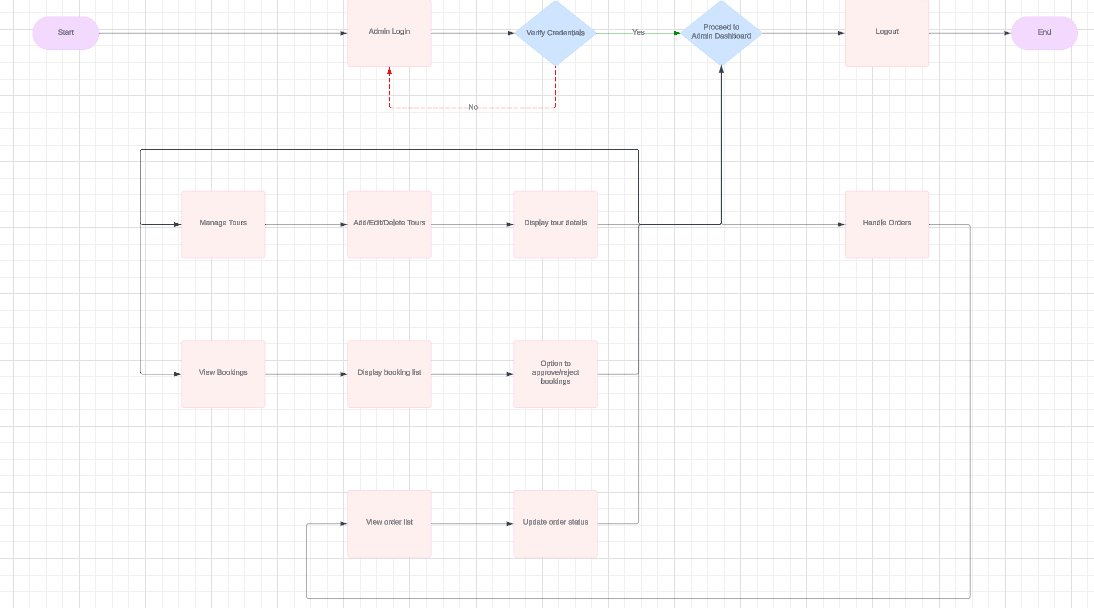 Start
Admin Login
Verify Credentials
Yes
Proceed to
Admin Dashboard
Logout
End
No
Manage Tours
Add/Edit/Delete Tours
Display tour details
Handle Orders
View Bookings
Display booking list
Option to
approve/reject
bookings
View order list
Update order status